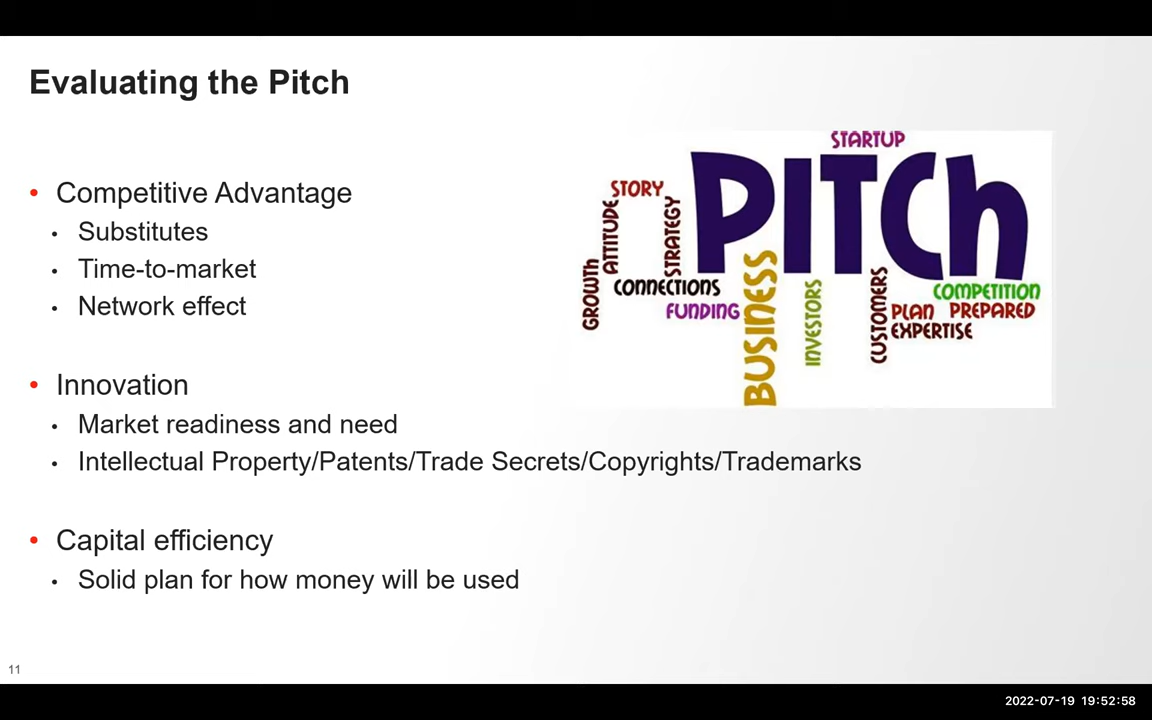 Evaluating the Pitch
• Competitive Advantage
• Substitutes
• Time-to-market
• Network effect
• Innovation
• Market readiness and need
• Intellectual Property/Patents/Trade Secrets/Copyrights/Trademarks
• Capital efficiency
• Solid plan for how money will be used
STARTUP
PITCh
STORY
ATTITUDE
STRATEGY
GROWTh
CONNECTIONS
FUNDING
BUSINESS
INVESTORS
CUSTOMERS
COMPETITION
PLAN PREPARED
EXPERTISE
11
2022-07-19 19:52:58